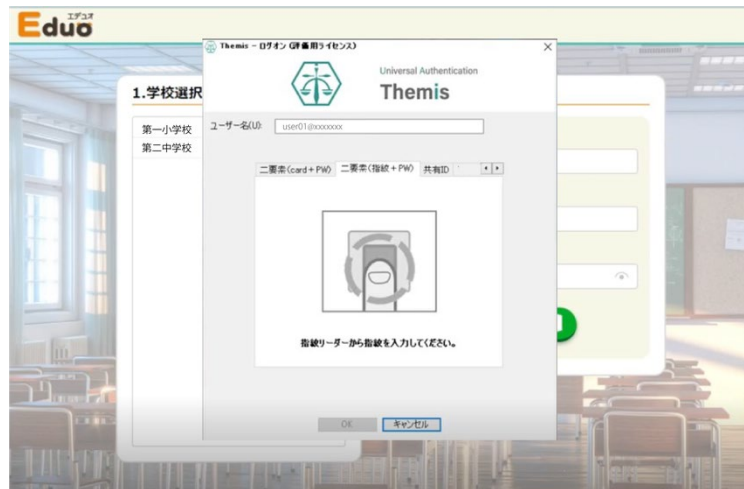 Eduo
エデュオ
Themis - ログオン (評価用ライセンス)
Universal Authentication
Themis
1.学校選択
第一小学校
第二中学校
ユーザー名(U):
user01@xxxxxxx
二要素(card+PW)
二要素(指紋+PW)
共有ID
指紋リーダーから指紋を入力してください。
OK
キャンセル